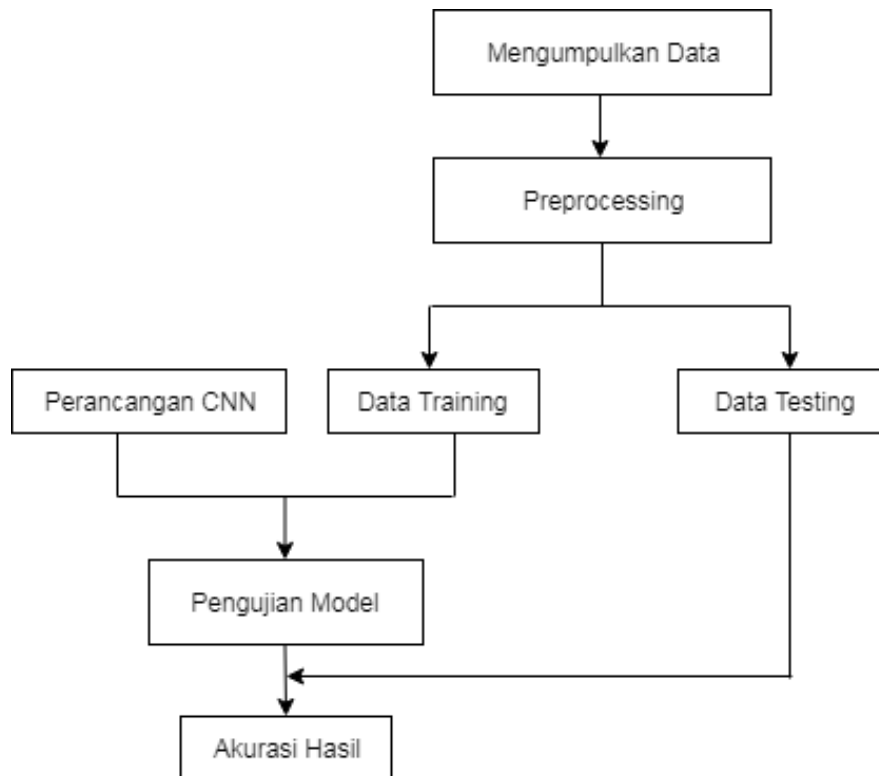 Mengumpulkan Data
Preprocessing
Perancangan CNN
Data Training
Data Testing
Pengujian Model
Akurasi Hasil